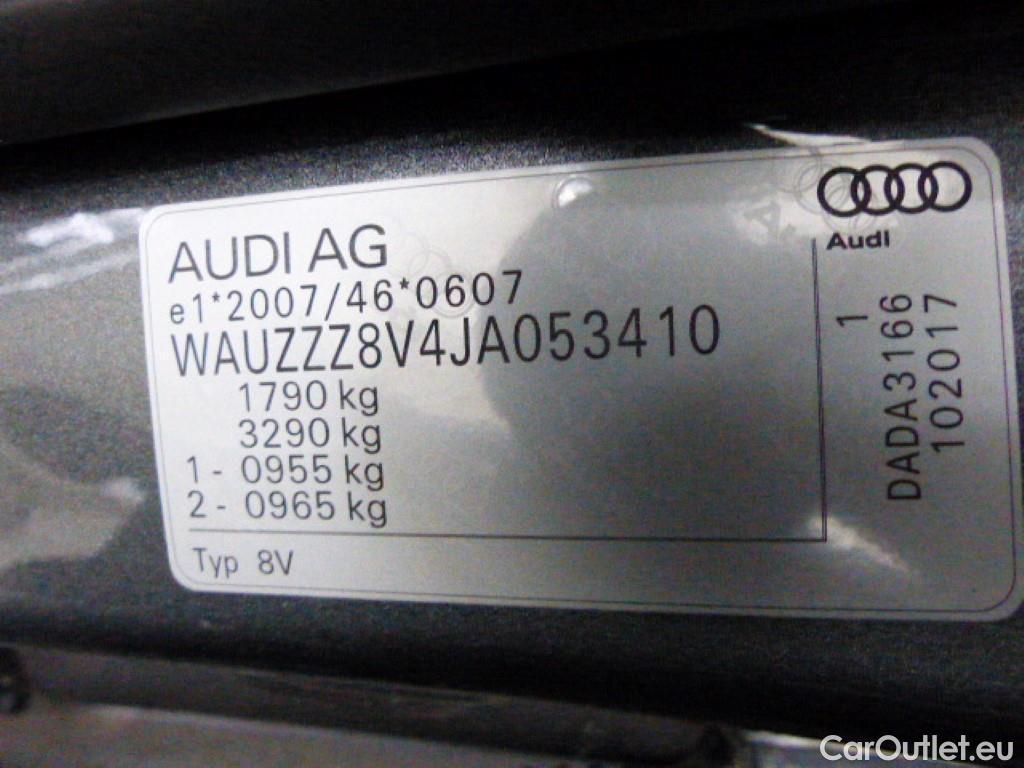 AUDI AG
e1*2007/46*0607
WAUZZZ8V4JA053410
1790 kg
3290 kg
1 - 0955 kg
2 - 0965 kg
Typ 8V
Audi
1
DADA3166
102017
CarOutlet.eu